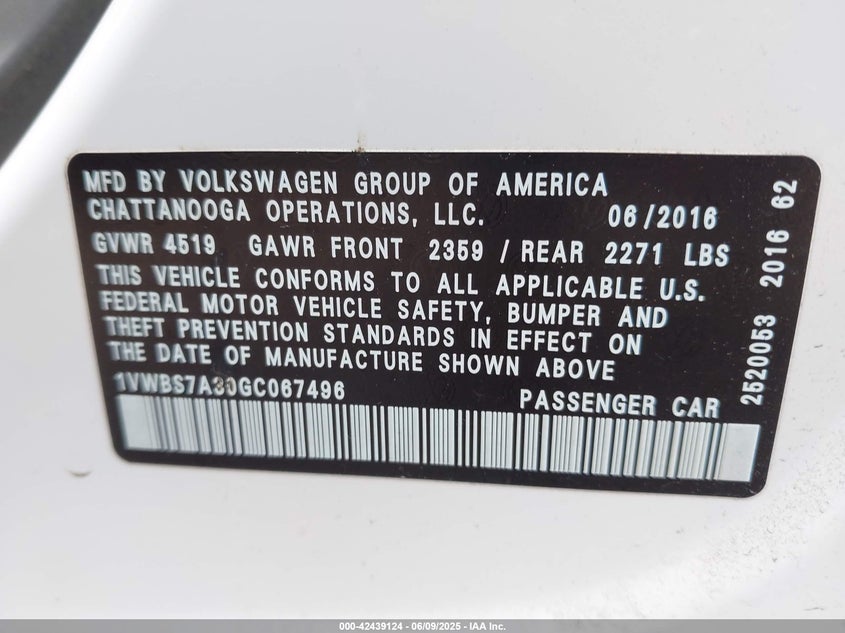 MFD BY VOLKSWAGEN GROUP OF AMERICA
CHATTANOOGA OPERATIONS, LLC. 06/2016
GVWR 4519 GAWR FRONT 2359 / REAR 2271 LBS
THIS VEHICLE CONFORMS TO ALL APPLICABLE U.S.
FEDERAL MOTOR VEHICLE SAFETY, BUMPER AND
THEFT PREVENTION STANDARDS IN EFFECT ON
THE DATE OF MANUFACTURE SHOWN ABOVE
1VWBS7A30GC067496 PASSENGER CAR
2520053 2016 62
000-42439124 - 06/09/2025 - IAA Inc.